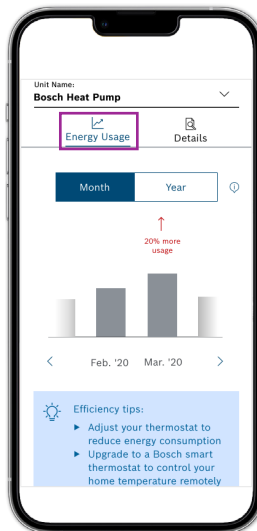 Unit Name:
Bosch Heat Pump
Energy Usage
Details
Month
Year
20% more
usage
Feb. '20
Mar. '20
Efficiency tips:
Adjust your thermostat to
reduce energy consumption
Upgrade to a Bosch smart
thermostat to control your
home temperature remotely